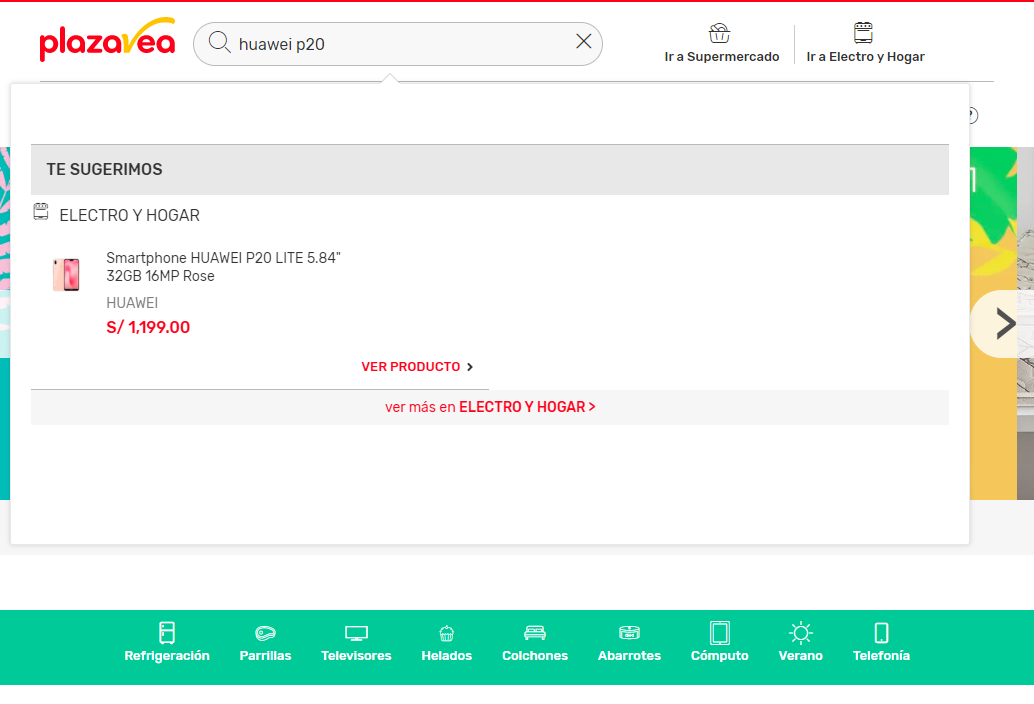 plazavea
huawei p20
Ir a Supermercado
Ir a Electro y Hogar
?
TE SUGERIMOS
ELECTRO Y HOGAR
Smartphone HUAWEI P20 LITE 5.84"
32GB 16MP Rose
HUAWEI
S/ 1,199.00
VER PRODUCTO
ver más en ELECTRO Y HOGAR >
Refrigeración
Parrillas
Televisores
Helados
Colchones
Abarrotes
Cómputo
Verano
Telefonía